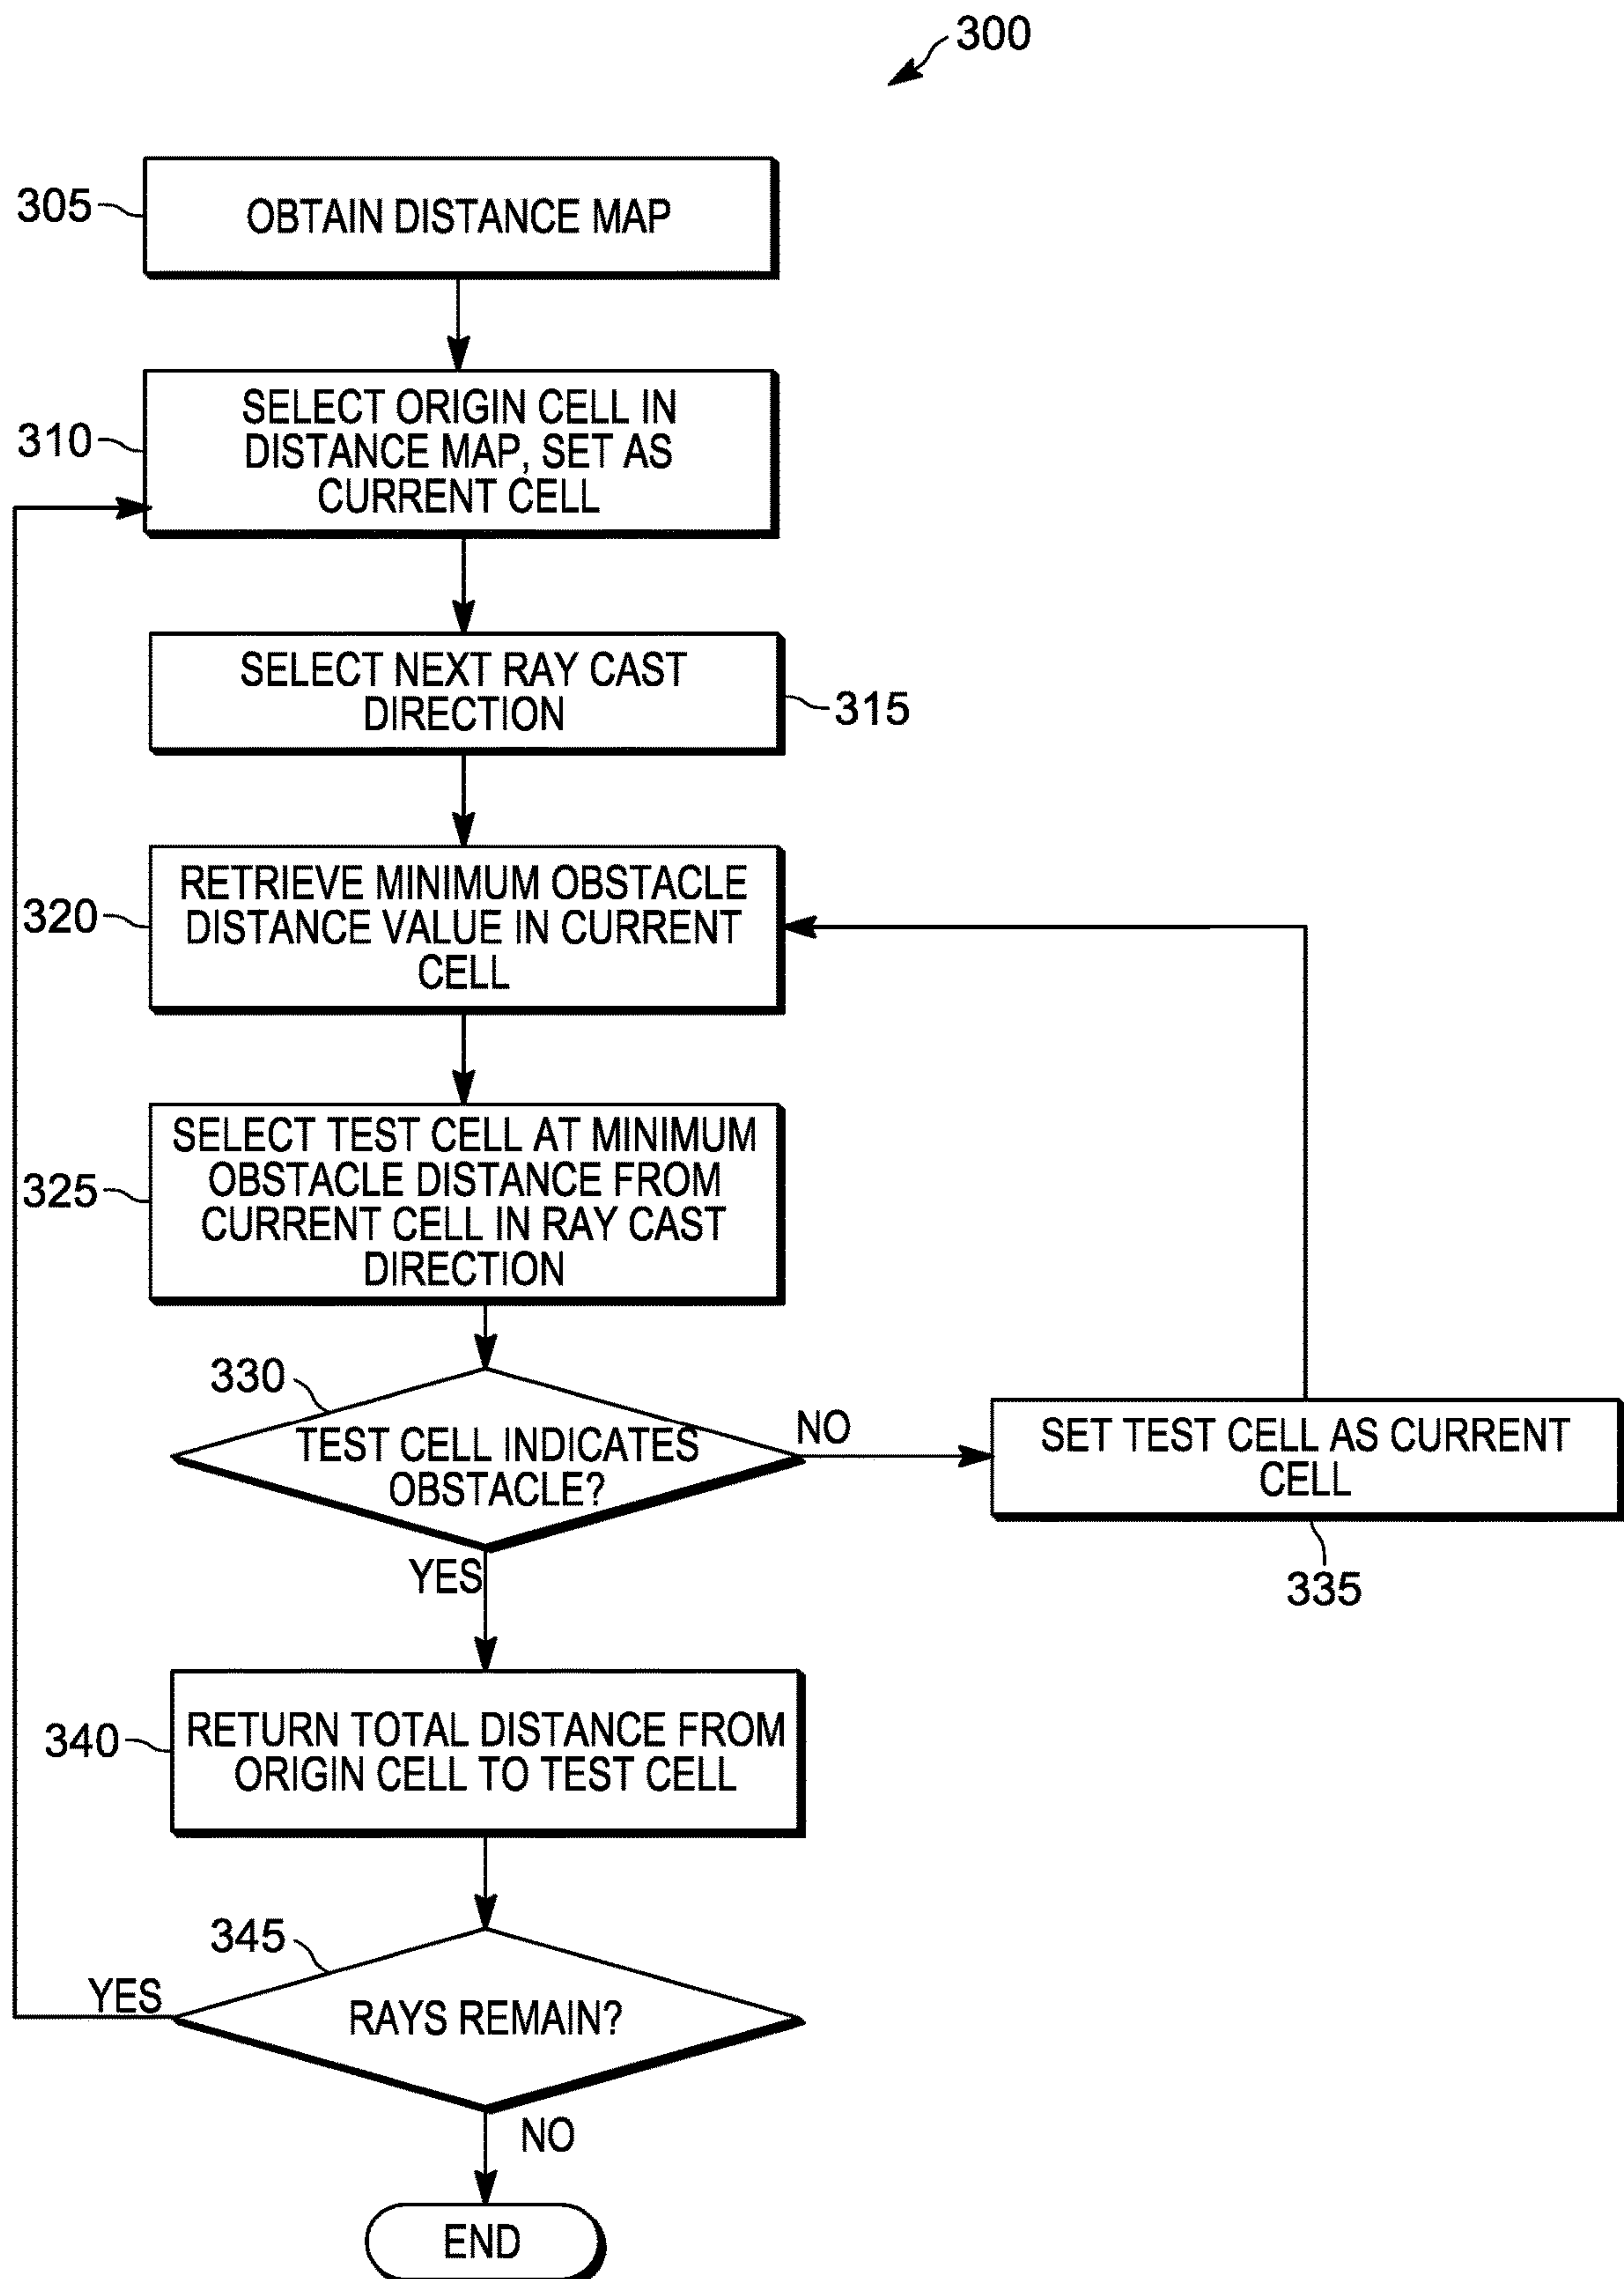 300
305
OBTAIN DISTANCE MAP
310
SELECT ORIGIN CELL IN
DISTANCE MAP, SET AS
CURRENT CELL
SELECT NEXT RAY CAST
DIRECTION
315
320
RETRIEVE MINIMUM OBSTACLE
DISTANCE VALUE IN CURRENT
CELL
325
SELECT TEST CELL AT MINIMUM
OBSTACLE DISTANCE FROM
CURRENT CELL IN RAY CAST
DIRECTION
330
TEST CELL INDICATES
OBSTACLE?
NO
SET TEST CELL AS CURRENT
CELL
335
YES
340
RETURN TOTAL DISTANCE FROM
ORIGIN CELL TO TEST CELL
345
YES
RAYS REMAIN?
NO
END